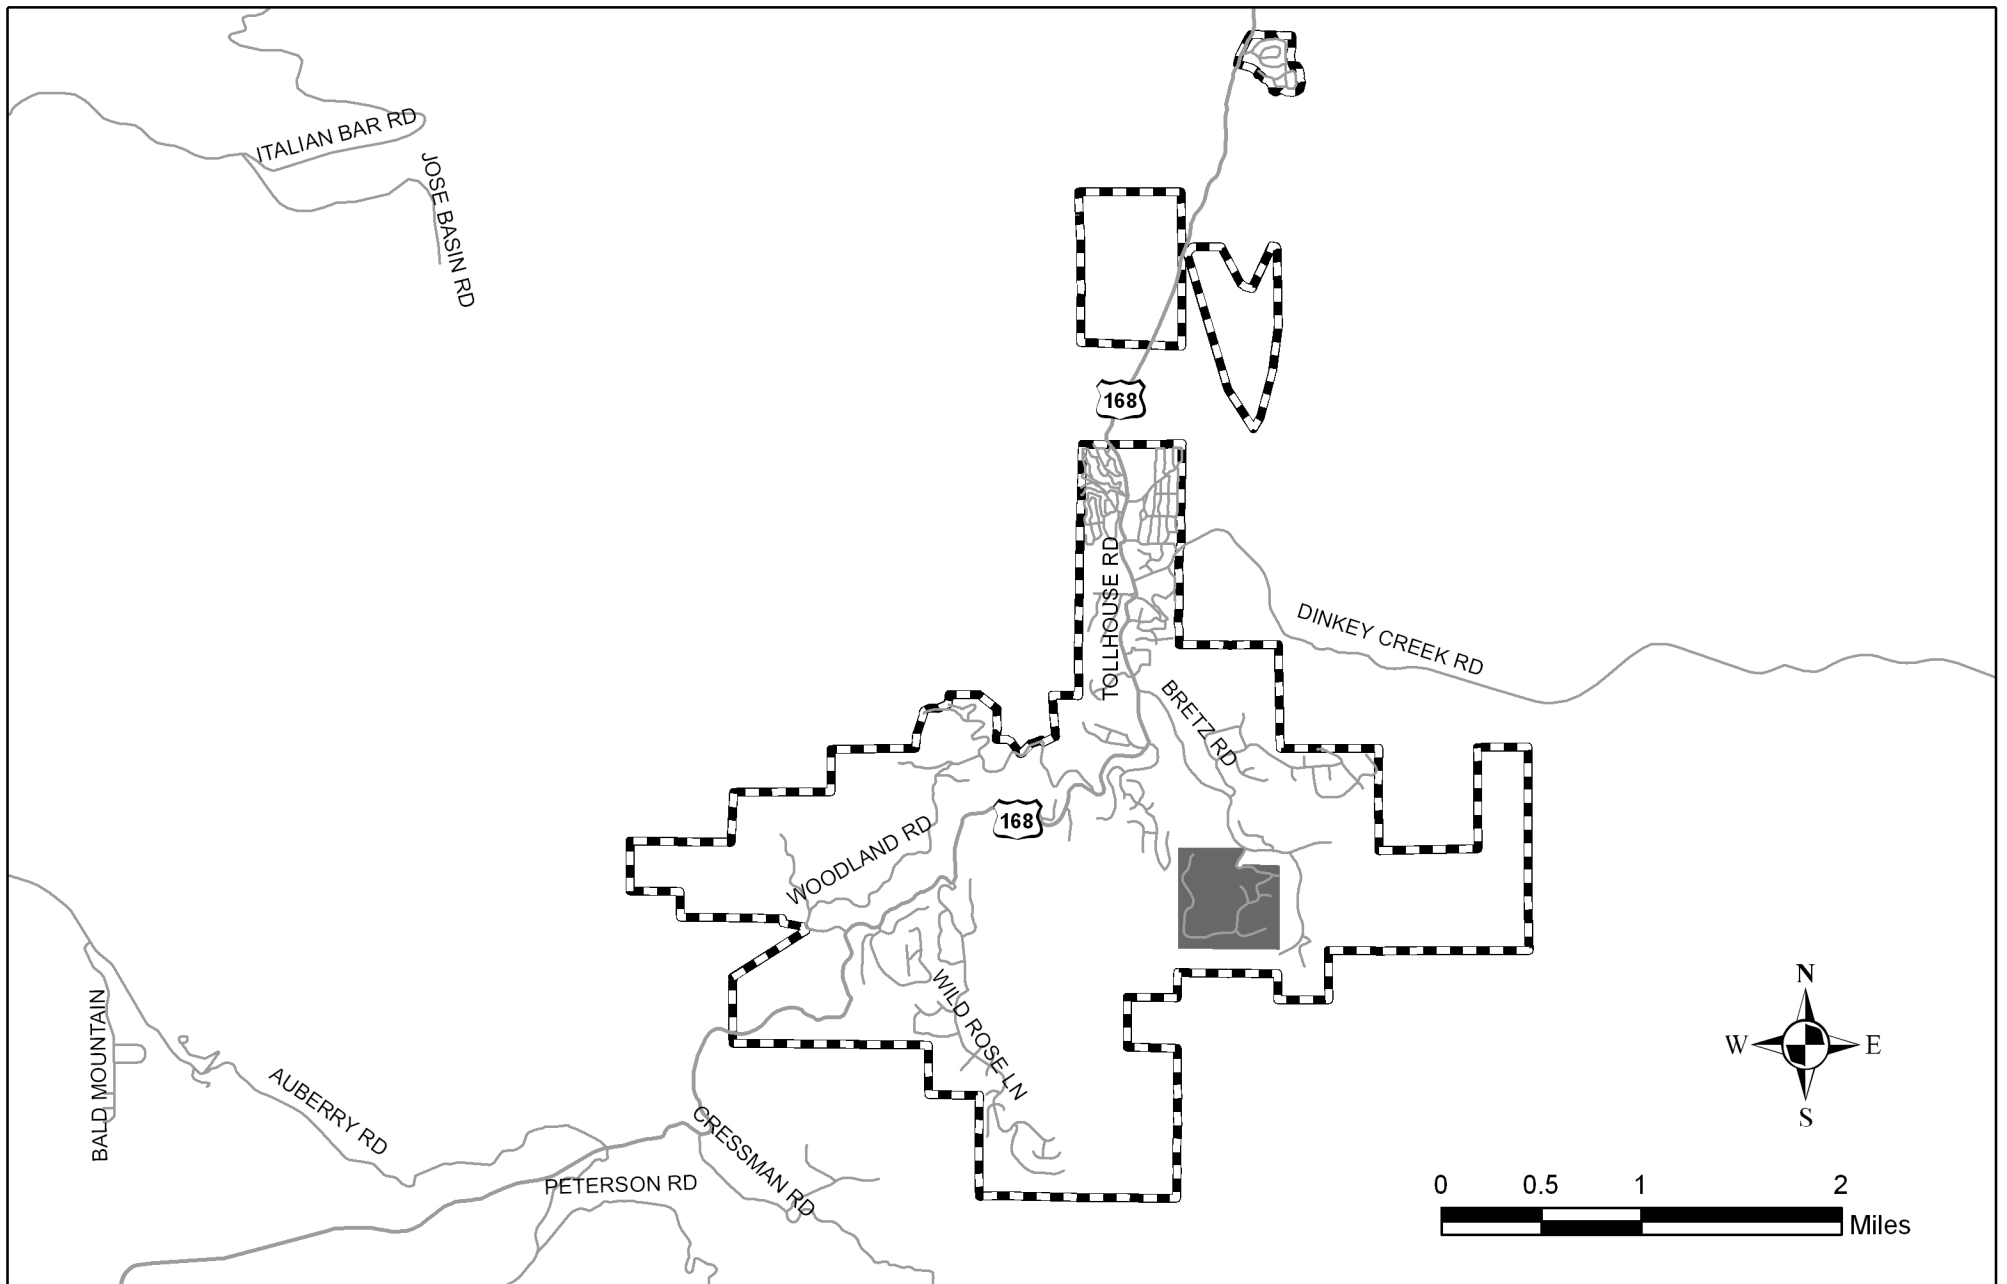 ITALIAN BAR RD
JOSE BASIN RD
168
TOLLHOUSE RD
DINKEY CREEK RD
BRETZ RD
168
WOODLAND RD
WILD ROSE LN
N
W E
S
BALD MOUNTAIN
AUBERRY RD
CRESSMAN RD
PETERSON RD
0 0.5 1 2
Miles